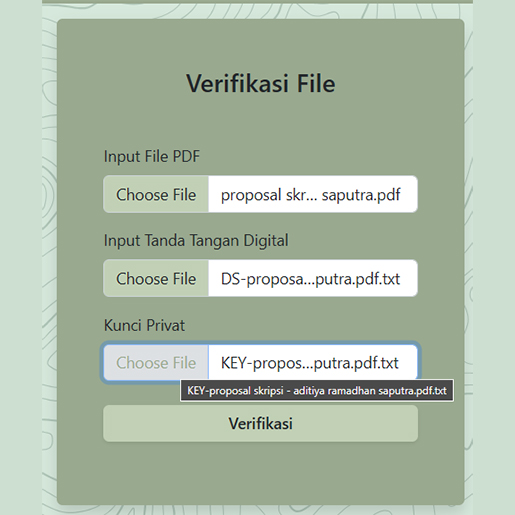 Verifikasi File
Input File PDF
Choose File proposal skr... saputra.pdf
Input Tanda Tangan Digital
Choose File DS-proposa...putra.pdf.txt
Kunci Privat
Choose File KEY-propos...putra.pdf.txt
KEY-proposal skripsi - aditiya ramadhan saputra.pdf.txt
Verifikasi